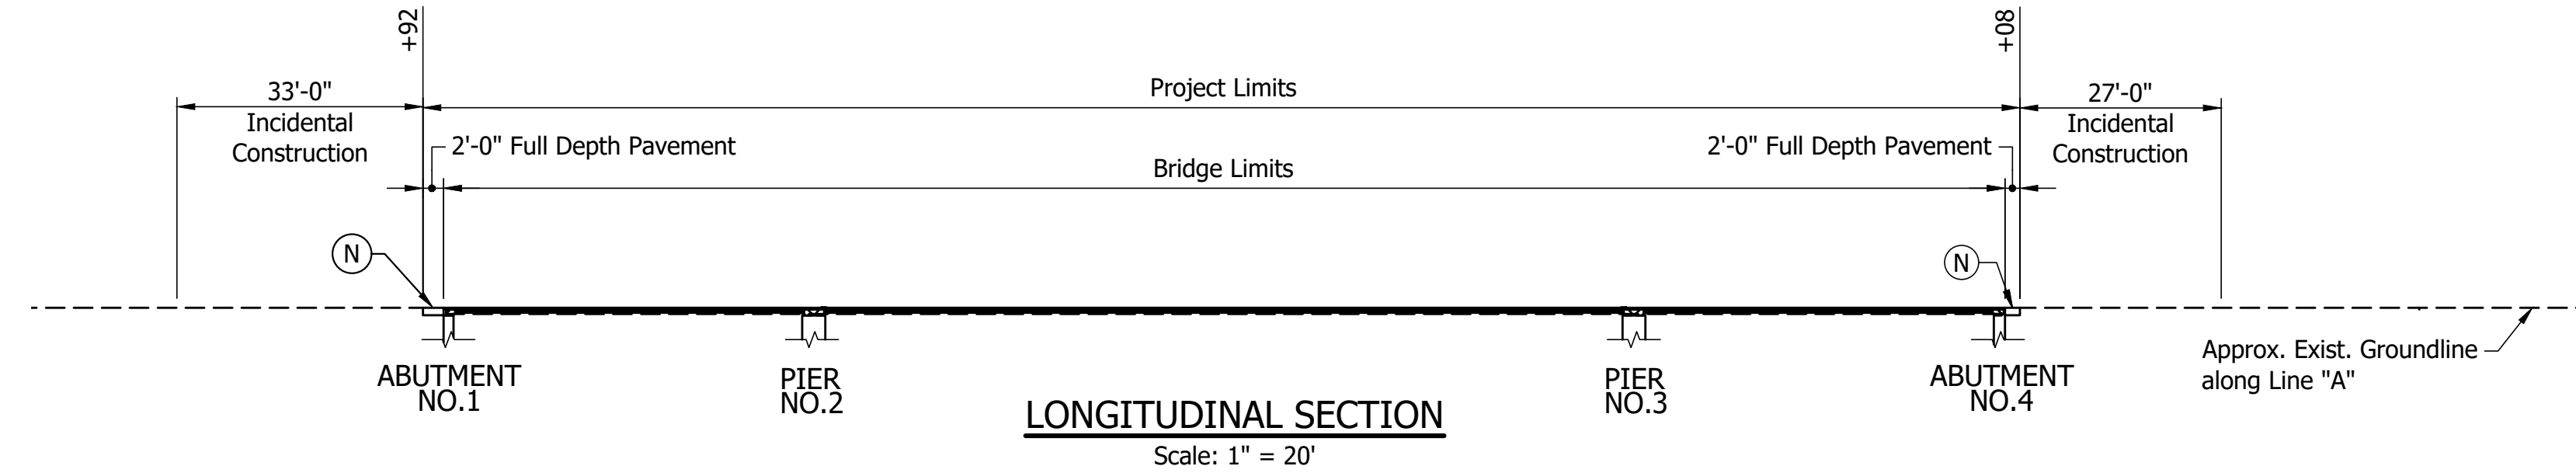 +92
+08
33'-0"
Incidental
Construction
Project Limits
27'-0"
Incidental
Construction
2'-0" Full Depth Pavement
2'-0" Full Depth Pavement
Bridge Limits
N
N
ABUTMENT
NO.1
PIER
NO.2
PIER
NO.3
ABUTMENT
NO.4
Approx. Exist. Groundline
along Line "A"
LONGITUDINAL SECTION
Scale: 1" = 20'